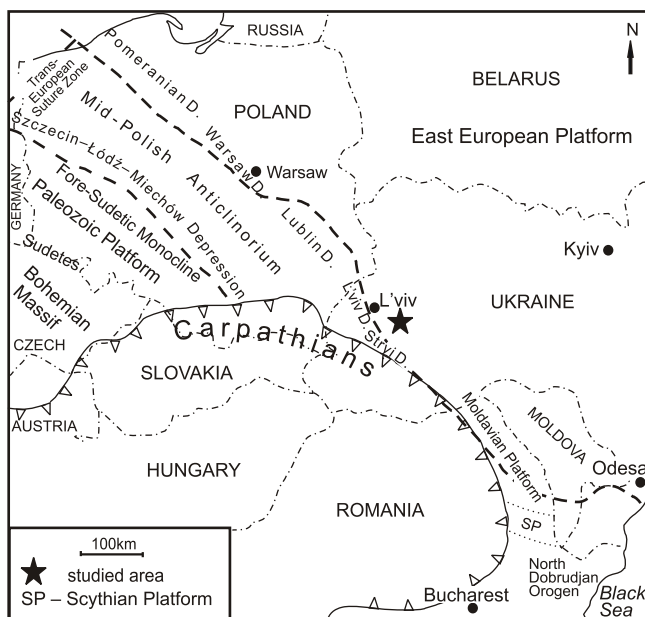 RUSSIA
N
Trans-
European
Suture Zone
Pomeranian D.
BELARUS
POLAND
Mid-Polish Anticlinorium
East European Platform
Szczecin–Łódź–Miechów Depression
Warsaw D.
Warsaw
GERMANY
Fore-Sudetic Monocline
Paleozoic Platform
Lublin D.
Sudetes
Kyiv
Bohemian
Massif
L'viv
L'viv D.
Stryi D.
UKRAINE
Carpathians
CZECH
SLOVAKIA
AUSTRIA
Moldavian Platform
MOLDOVA
HUNGARY
Odesa
ROMANIA
SP
100km
studied area
SP – Scythian Platform
North
Dobrudjan
Orogen
Bucharest
Black
Sea